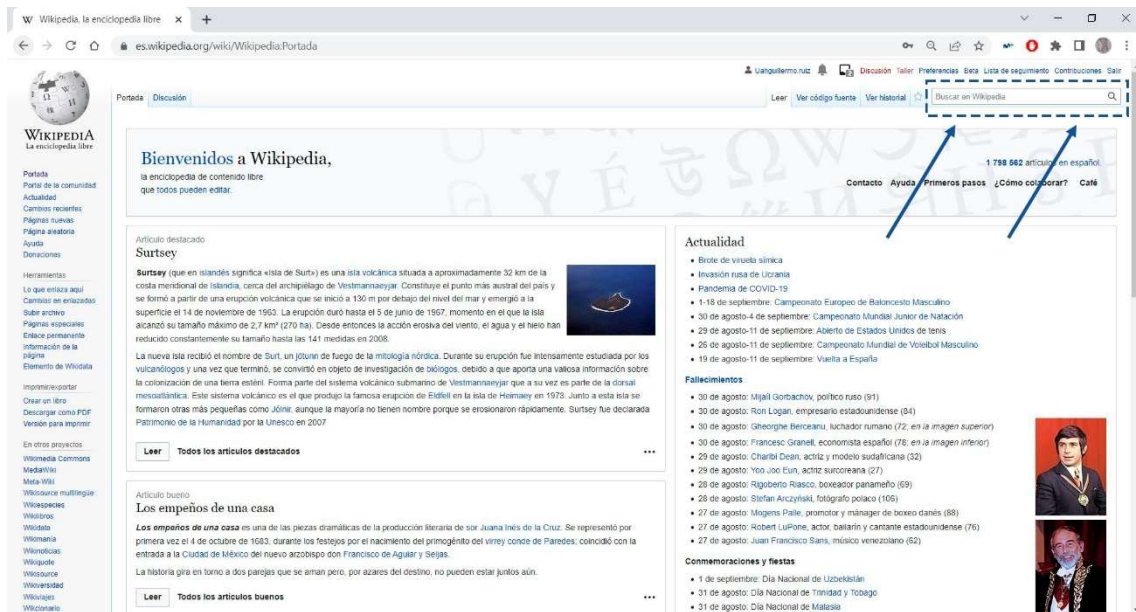 Wikipedia, la enciclopedia libre
es.wikipedia.org/wiki/Wikipedia:Portada
Uanguillermo.ruiz Discusión Taller Preferencias Beta Lista de seguimiento Contribuciones Salir
Portada Discusión
Leer Ver código fuente Ver historial Buscar en Wikipedia
WIKIPEDIA
La enciclopedia libre
Portada
Portal de la comunidad
Actualidad
Cambios recientes
Páginas nuevas
Página aleatoria
Ayuda
Donaciones
Herramientas
Lo que enlaza aquí
Cambios en enlazadas
Subir archivo
Páginas especiales
Enlace permanente
Información de la
página
Elemento de Wikidata
Imprimir/exportar
Crear un libro
Descargar como PDF
Versión para imprimir
En otros proyectos
Wikimedia Commons
MediaWiki
Meta-Wiki
Wikisource multilingüe
Wikiespecies
Wikilibros
Wikidata
Wikimanía
Wikinoticias
Wikiquote
Wikisource
Wikiversidad
Wikiviajes
Wikcionario
Bienvenidos a Wikipedia,
la enciclopedia de contenido libre
que todos pueden editar.
1 798 562 artículos en español.
Contacto Ayuda Primeros pasos ¿Cómo colaborar? Café
Artículo destacado
Surtsey
Surtsey (que en islandés significa «Isla de Surt») es una isla volcánica situada a aproximadamente 32 km de la
costa meridional de Islandia, cerca del archipiélago de Vestmannaeyjar. Constituye el punto más austral del país y
se formó a partir de una erupción volcánica que se inició a 130 m por debajo del nivel del mar y emergió a la
superficie el 14 de noviembre de 1963. La erupción duró hasta el 5 de junio de 1967, momento en el que la isla
alcanzó su tamaño máximo de 2,7 km² (270 ha). Desde entonces la acción erosiva del viento, el agua y el hielo han
reducido constantemente su tamaño hasta las 141 medidas en 2008.
La nueva isla recibió el nombre de Surt, un jötunn de fuego de la mitología nórdica. Durante su erupción fue intensamente estudiada por los
vulcanólogos y una vez que terminó, se convirtió en objeto de investigación de biólogos, debido a que aporta una valiosa información sobre
la colonización de una tierra estéril. Forma parte del sistema volcánico submarino de Vestmannaeyjar que a su vez es parte de la dorsal
mesoatlántica. Este sistema volcánico es el que produjo la famosa erupción de Eldfell en la isla de Heimaey en 1973. Junto a esta isla se
formaron otras más pequeñas como Jólnir, aunque la mayoría no tienen nombre porque se erosionaron rápidamente. Surtsey fue declarada
Patrimonio de la Humanidad por la Unesco en 2007
Leer Todos los artículos destacados
Artículo bueno
Los empeños de una casa
Los empeños de una casa es una de las piezas dramáticas de la producción literaria de sor Juana Inés de la Cruz. Se representó por
primera vez el 4 de octubre de 1683, durante los festejos por el nacimiento del primogénito del virrey conde de Paredes; coincidió con la
entrada a la Ciudad de México del nuevo arzobispo don Francisco de Aguiar y Seijas.
La historia gira en torno a dos parejas que se aman pero, por azares del destino, no pueden estar juntos aún.
Leer Todos los artículos buenos
Actualidad
Brote de viruela símica
Invasión rusa de Ucrania
Pandemia de COVID-19
1-18 de septiembre: Campeonato Europeo de Baloncesto Masculino
30 de agosto-4 de septiembre: Campeonato Mundial Junior de Natación
29 de agosto-11 de septiembre: Abierto de Estados Unidos de tenis
26 de agosto-11 de septiembre: Campeonato Mundial de Voleibol Masculino
19 de agosto-11 de septiembre: Vuelta a España
Fallecimientos
30 de agosto: Mijaíl Gorbachov, político ruso (91)
30 de agosto: Ron Logan, empresario estadounidense (84)
30 de agosto: Gheorghe Berceanu, luchador rumano (72; en la imagen superior)
30 de agosto: Francesc Granell, economista español (78; en la imagen inferior)
29 de agosto: Charlbi Dean, actriz y modelo sudafricana (32)
29 de agosto: Yoo Joo Eun, actriz surcoreana (27)
28 de agosto: Rigoberto Riasco, boxeador panameño (69)
28 de agosto: Stefan Arczyński, fotógrafo polaco (106)
27 de agosto: Mogens Palle, promotor y mánager de boxeo danés (88)
27 de agosto: Robert LuPone, actor, bailarín y cantante estadounidense (76)
27 de agosto: Juan Francisco Sans, músico venezolano (62)
Conmemoraciones y fiestas
1 de septiembre: Día Nacional de Uzbekistán
31 de agosto: Día Nacional de Trinidad y Tobago
31 de agosto: Día Nacional de Malasia